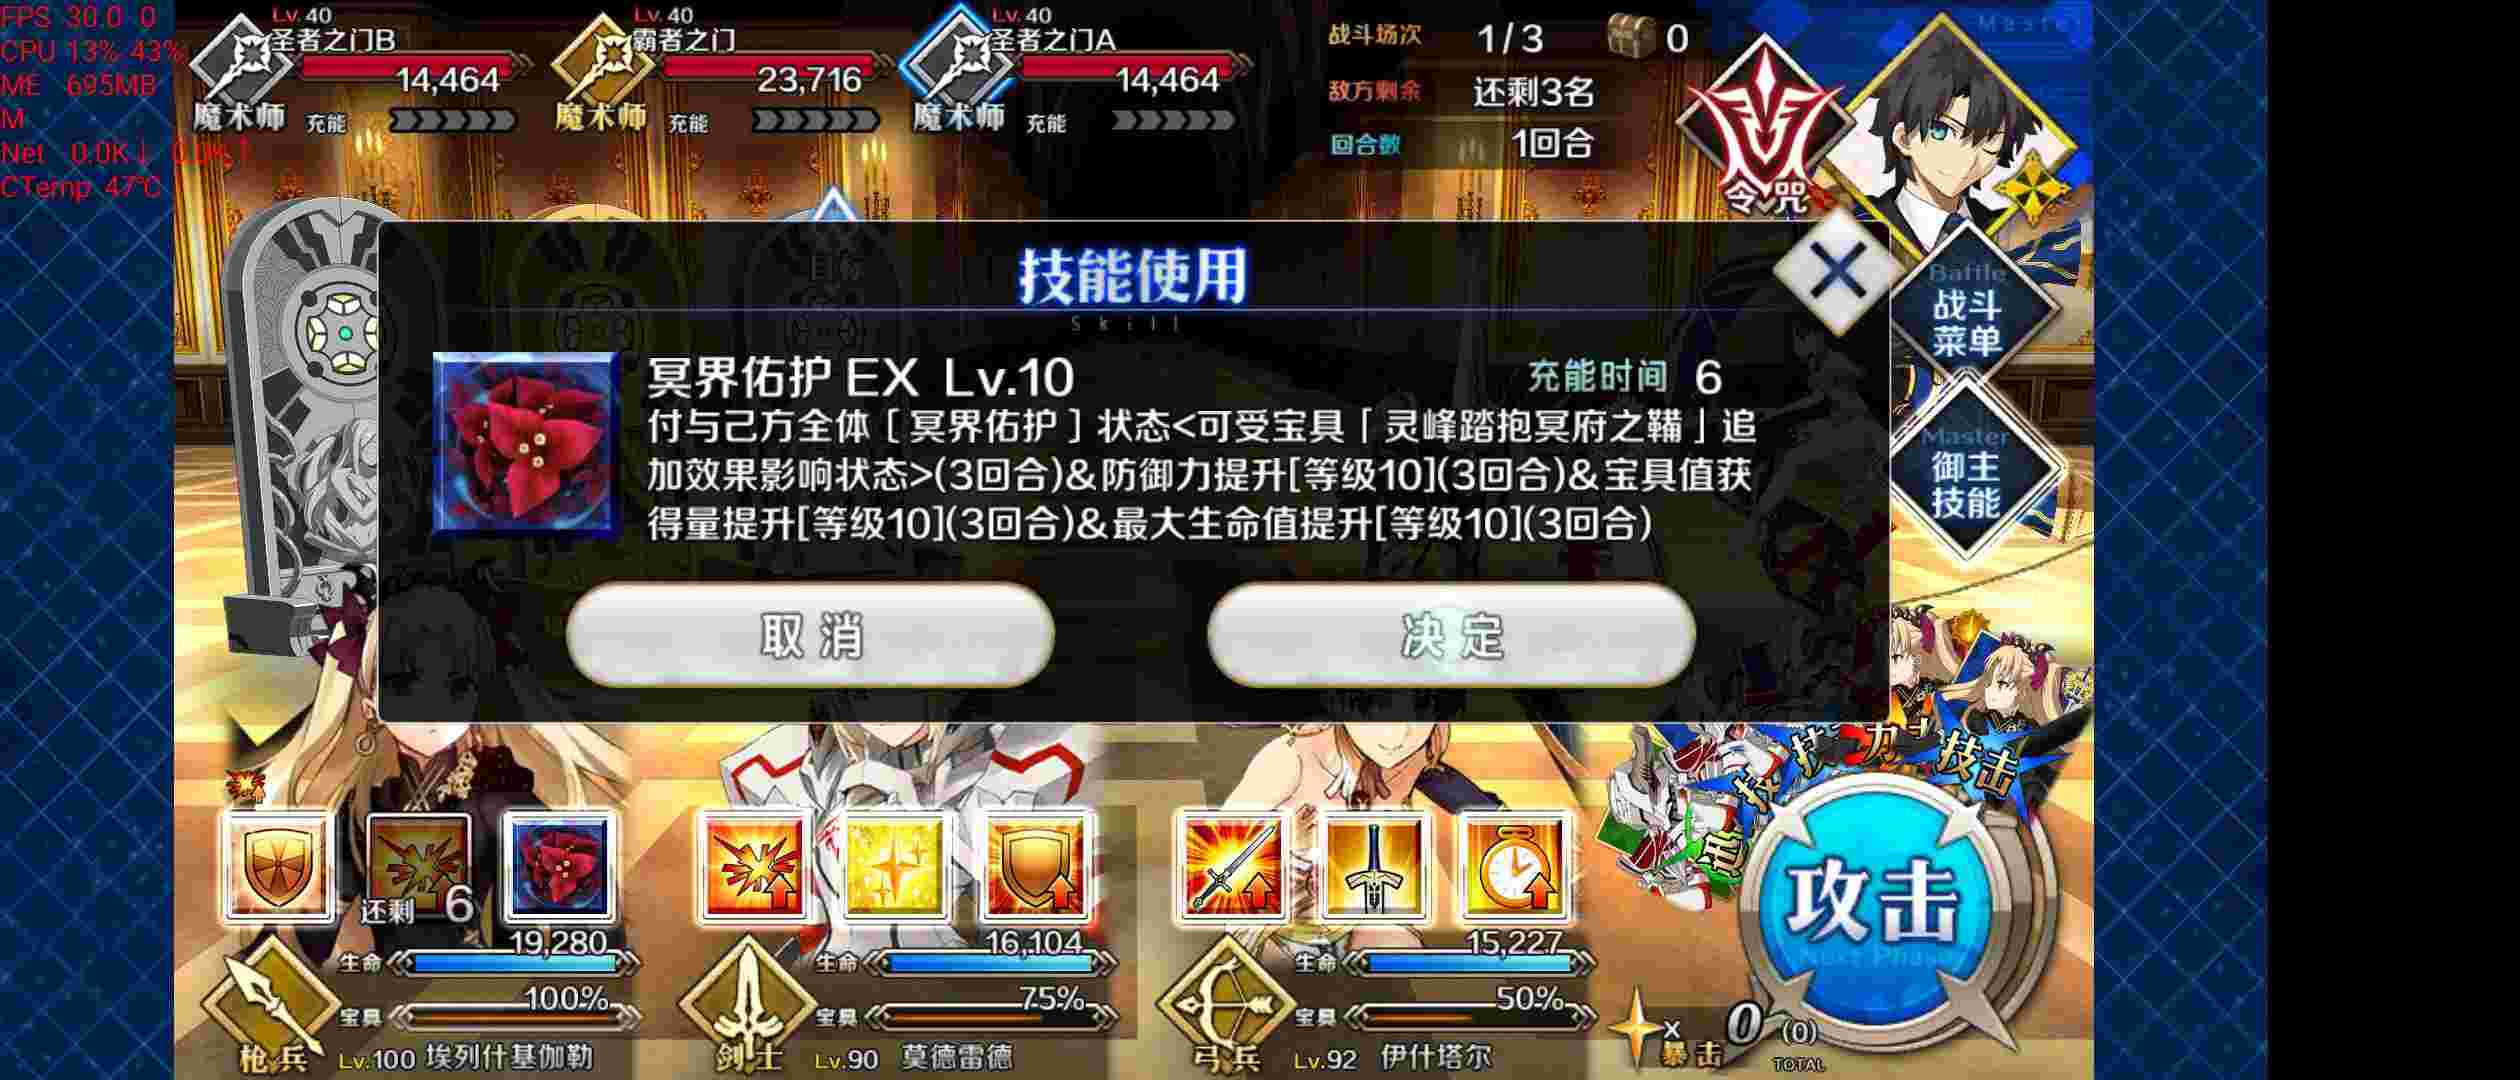 FPS 30.0 0
CPU 13% 43%
ME 695MB
M
Net 0.0K↓ 0.0K↑
CTemp 47℃
Lv.40
圣者之门B
14,464
魔术师
充能
Lv.40
霸者之门
23,716
魔术师
充能
Lv.40
圣者之门A
14,464
魔术师
充能
战斗场次 1/3
0
敌方剩余 还剩3名
回合数 1回合
令咒
Master
技能使用
Skill
冥界佑护 EX Lv.10
充能时间 6
付与己方全体［冥界佑护］状态<可受宝具「灵峰踏抱冥府之鞴」追
加效果影响状态>(3回合)&防御力提升[等级10](3回合)&宝具值获
得量提升[等级10](3回合)&最大生命值提升[等级10](3回合)
取消
决定
Battle
战斗
菜单
Master
御主
技能
还剩 6
19,280
生命
100%
宝具
枪兵
Lv.100 埃列什基伽勒
16,104
生命
75%
宝具
剑士
Lv.90 莫德雷德
15,227
生命
50%
宝具
弓兵
Lv.92 伊什塔尔
技
力
技击
攻击
Next Phase
x
暴击
0
(0)
TOTAL